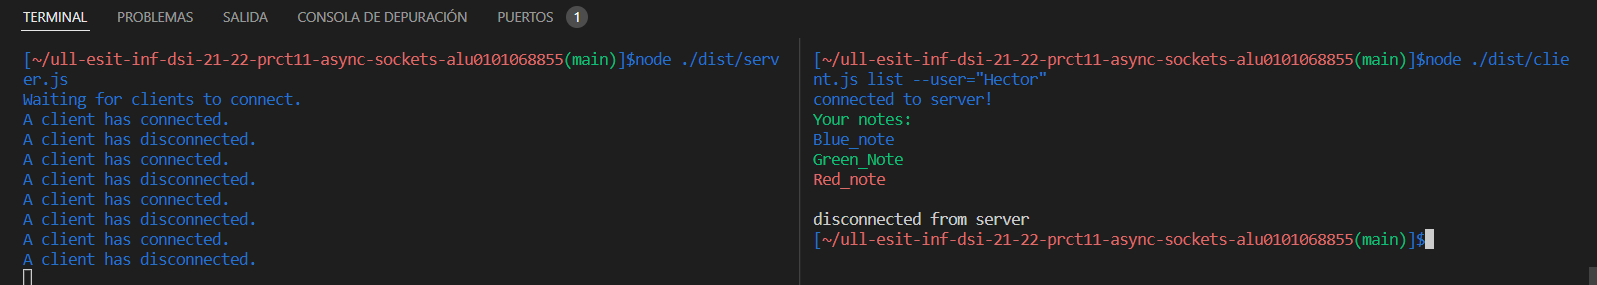 TERMINAL PROBLEMAS SALIDA CONSOLA DE DEPURACIÓN PUERTOS 1
[~/ull-esit-inf-dsi-21-22-prct11-async-sockets-alu0101068855(main)]$node ./dist/serv
er.js
Waiting for clients to connect.
A client has connected.
A client has disconnected.
A client has connected.
A client has disconnected.
A client has connected.
A client has disconnected.
A client has connected.
A client has disconnected.
[~/ull-esit-inf-dsi-21-22-prct11-async-sockets-alu0101068855(main)]$node ./dist/clie
nt.js list --user="Hector"
connected to server!
Your notes:
Blue_note
Green_Note
Red_note
disconnected from server
[~/ull-esit-inf-dsi-21-22-prct11-async-sockets-alu0101068855(main)]$